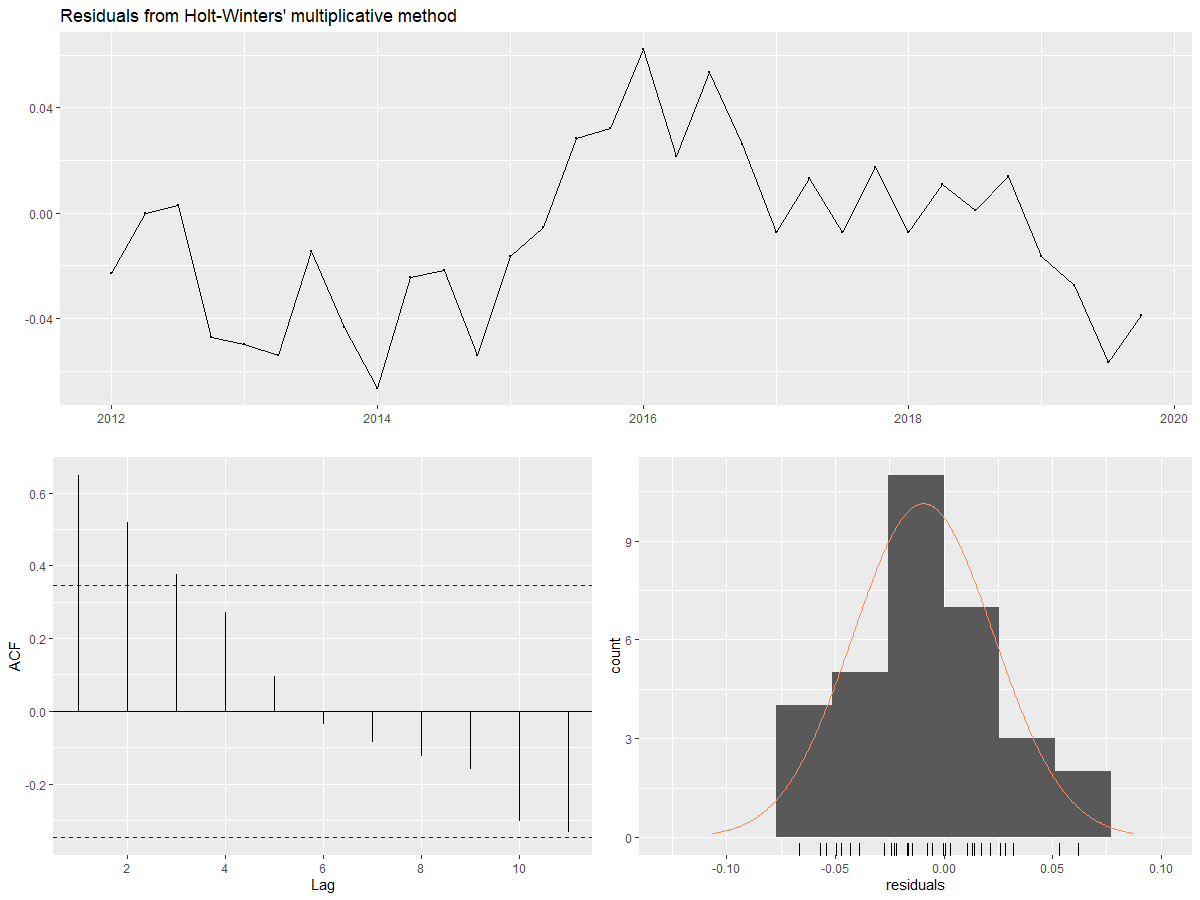 Residuals from Holt-Winters' multiplicative method
0.04
0.00
-0.04
2012 2014 2016 2018 2020
0.6
0.4
0.2
0.0
-0.2
ACF
2 4 6 8 10
Lag
9
6
3
0
count
-0.10 -0.05 0.00 0.05 0.10
residuals